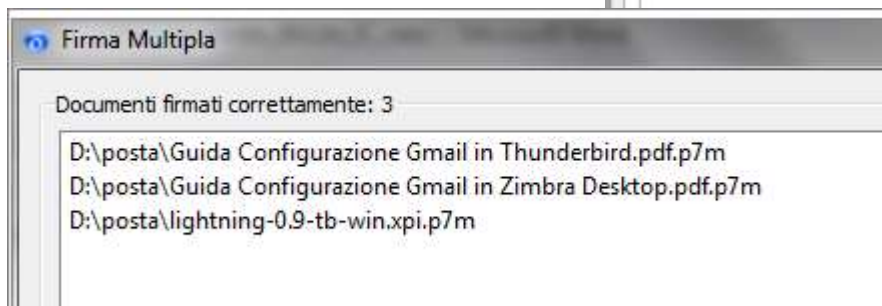 Firma Multipla
Documenti firmati correttamente: 3
D:\posta\Guida Configurazione Gmail in Thunderbird.pdf.p7m
D:\posta\Guida Configurazione Gmail in Zimbra Desktop.pdf.p7m
D:\posta\lightning-0.9-tb-win.xpi.p7m